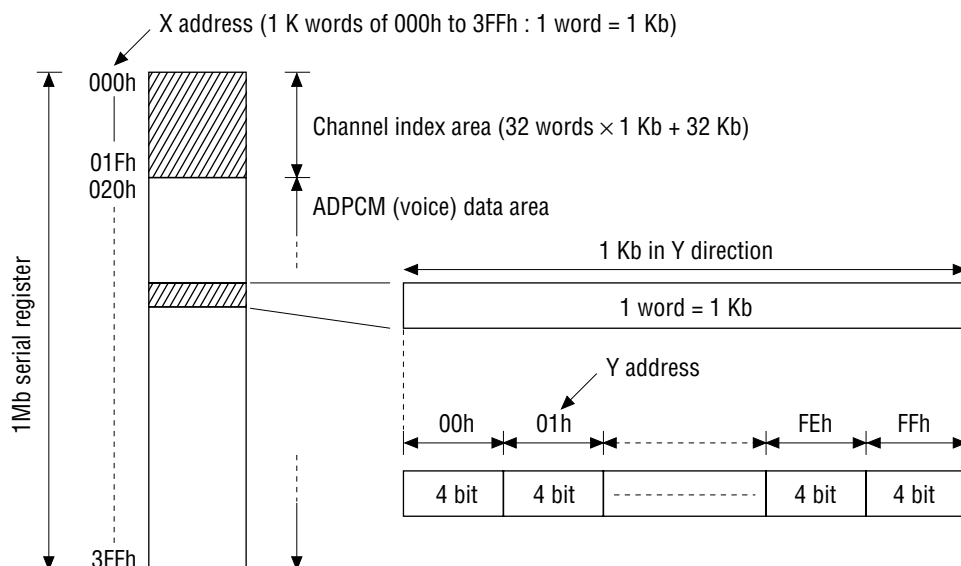 X address (1 K words of 000h to 3FFh : 1 word = 1 Kb)
000h
Channel index area (32 words × 1 Kb + 32 Kb)
01Fh
020h
ADPCM (voice) data area
1 Kb in Y direction
1 word = 1 Kb
1Mb serial register
Y address
00h 01h FEh FFh
4 bit 4 bit 4 bit 4 bit
3FFh